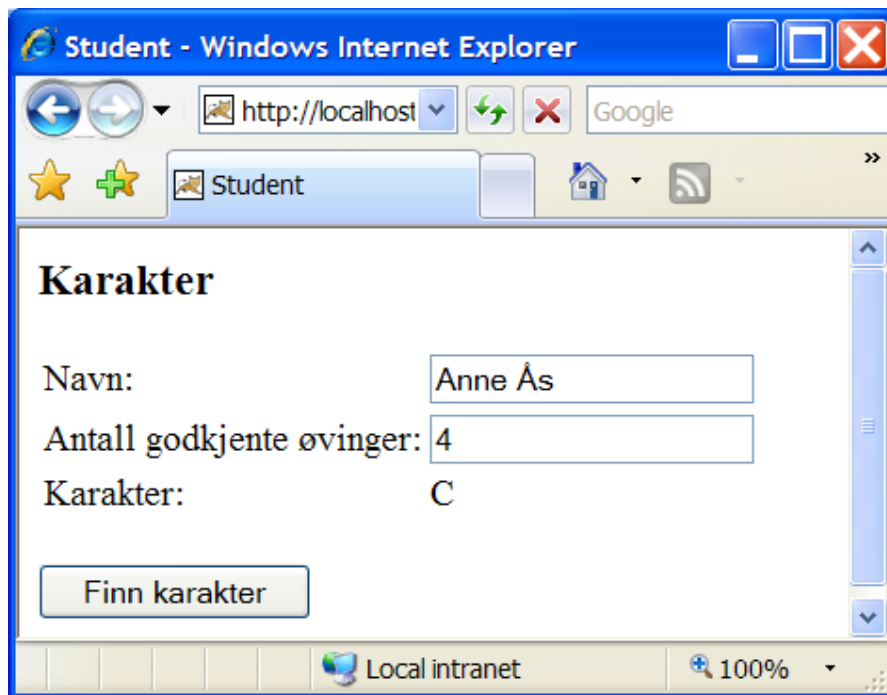 Student - Windows Internet Explorer
http://localhost
Google
»
Student
Karakter
Navn: Anne Ås
Antall godkjente øvinger: 4
Karakter: C
Finn karakter
Local intranet 100%